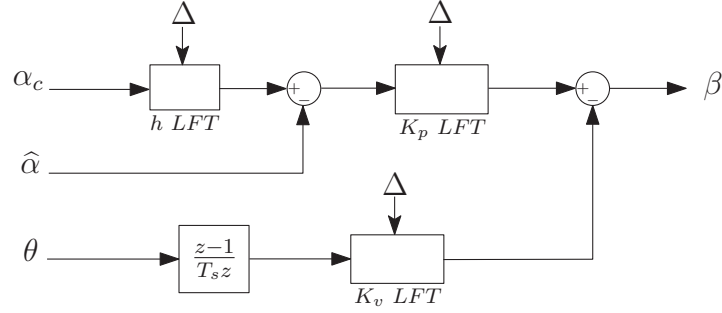 Δ Δ
α_c + − + − β
h LFT K_p LFT
α̂
Δ
θ z−1
T_s z
K_v LFT